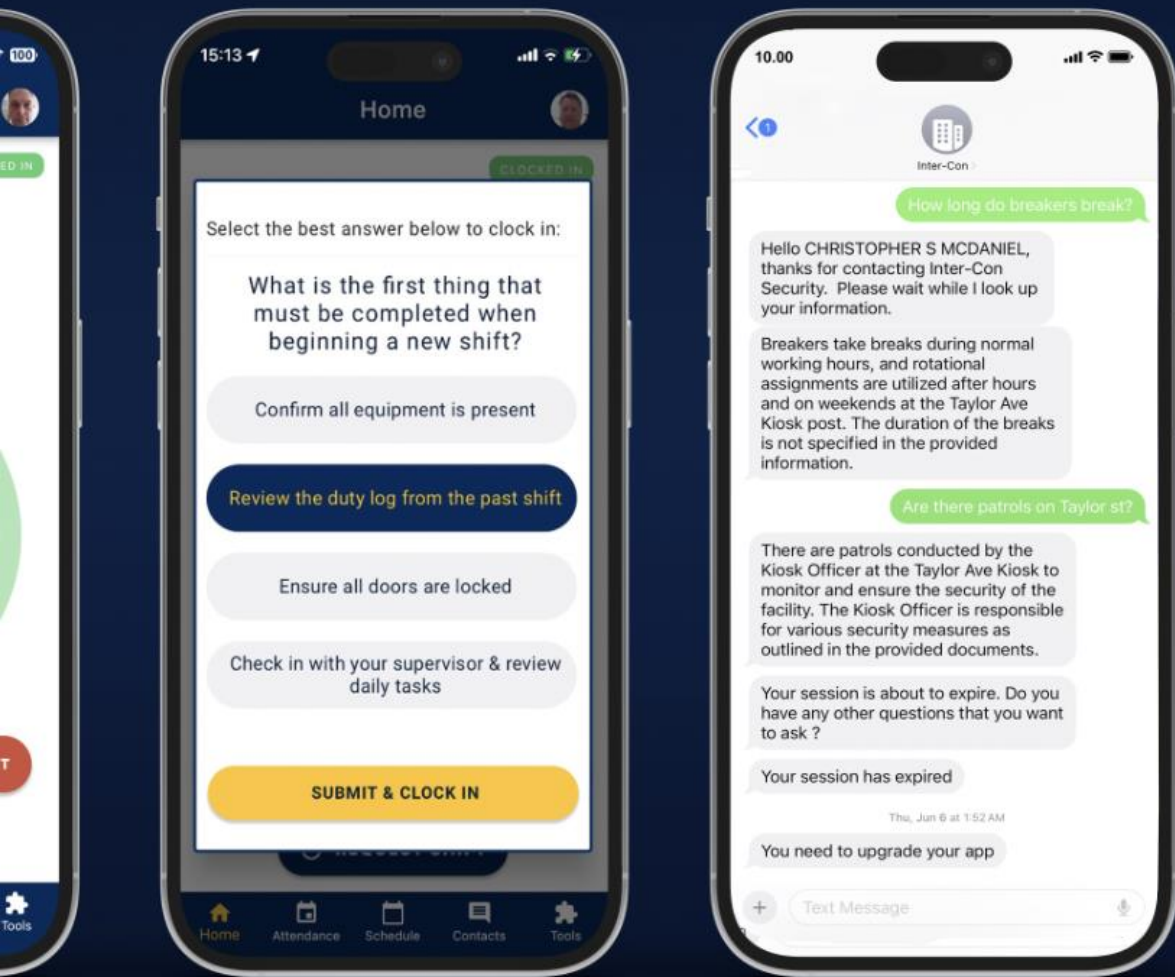 100
ED IN
T
Tools
15:13
Home
CLOCKED IN
Select the best answer below to clock in:
What is the first thing that
must be completed when
beginning a new shift?
Confirm all equipment is present
Review the duty log from the past shift
Ensure all doors are locked
Check in with your supervisor & review
daily tasks
SUBMIT & CLOCK IN
Home
Attendance
Schedule
Contacts
Tools
10.00
1
Inter-Con
How long do breakers break?
Hello CHRISTOPHER S MCDANIEL,
thanks for contacting Inter-Con
Security. Please wait while I look up
your information.
Breakers take breaks during normal
working hours, and rotational
assignments are utilized after hours
and on weekends at the Taylor Ave
Kiosk post. The duration of the breaks
is not specified in the provided
information.
Are there patrols on Taylor st?
There are patrols conducted by the
Kiosk Officer at the Taylor Ave Kiosk to
monitor and ensure the security of the
facility. The Kiosk Officer is responsible
for various security measures as
outlined in the provided documents.
Your session is about to expire. Do you
have any other questions that you want
to ask ?
Your session has expired
Thu, Jun 6 at 1:52 AM
You need to upgrade your app
Text Message